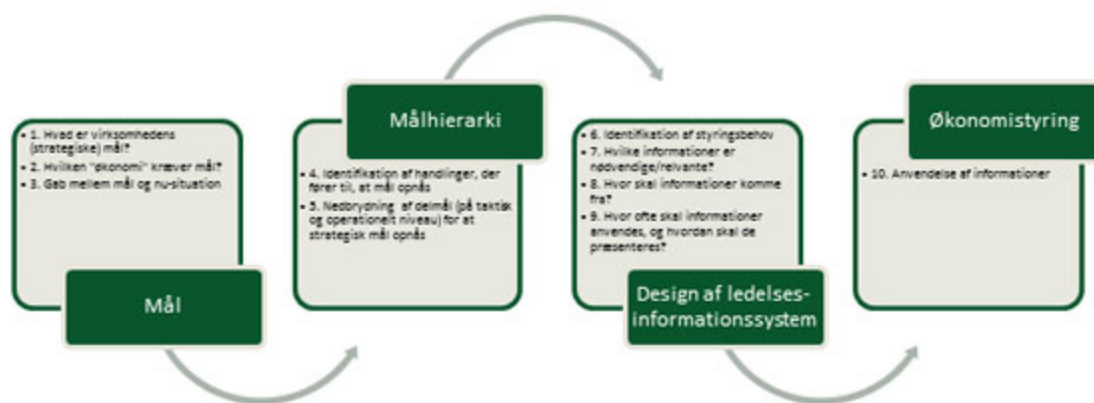 • 1. Hvad er virksomhedens
(strategiske) mål?
• 2. Hvilken "økonomi" kræver mål?
• 3. Gab mellem mål og nu-situation
Mål
Målhierarki
• 4. Identifikation af handlinger, der
fører til, at mål opnås
• 5. Nedbrydning af delmål (på taktisk
og operationelt niveau) for at
strategisk mål opnås
• 6. Identifikation af styringsbehov
• 7. Hvilke informationer er
nødvendige/relvante?
• 8. Hvor skal informationer komme
fra?
• 9. Hvor ofte skal informationer
anvendes, og hvordan skal de
præsenteres?
Design af ledelses-
informationssystem
Økonomistyring
• 10. Anvendelse af informationer